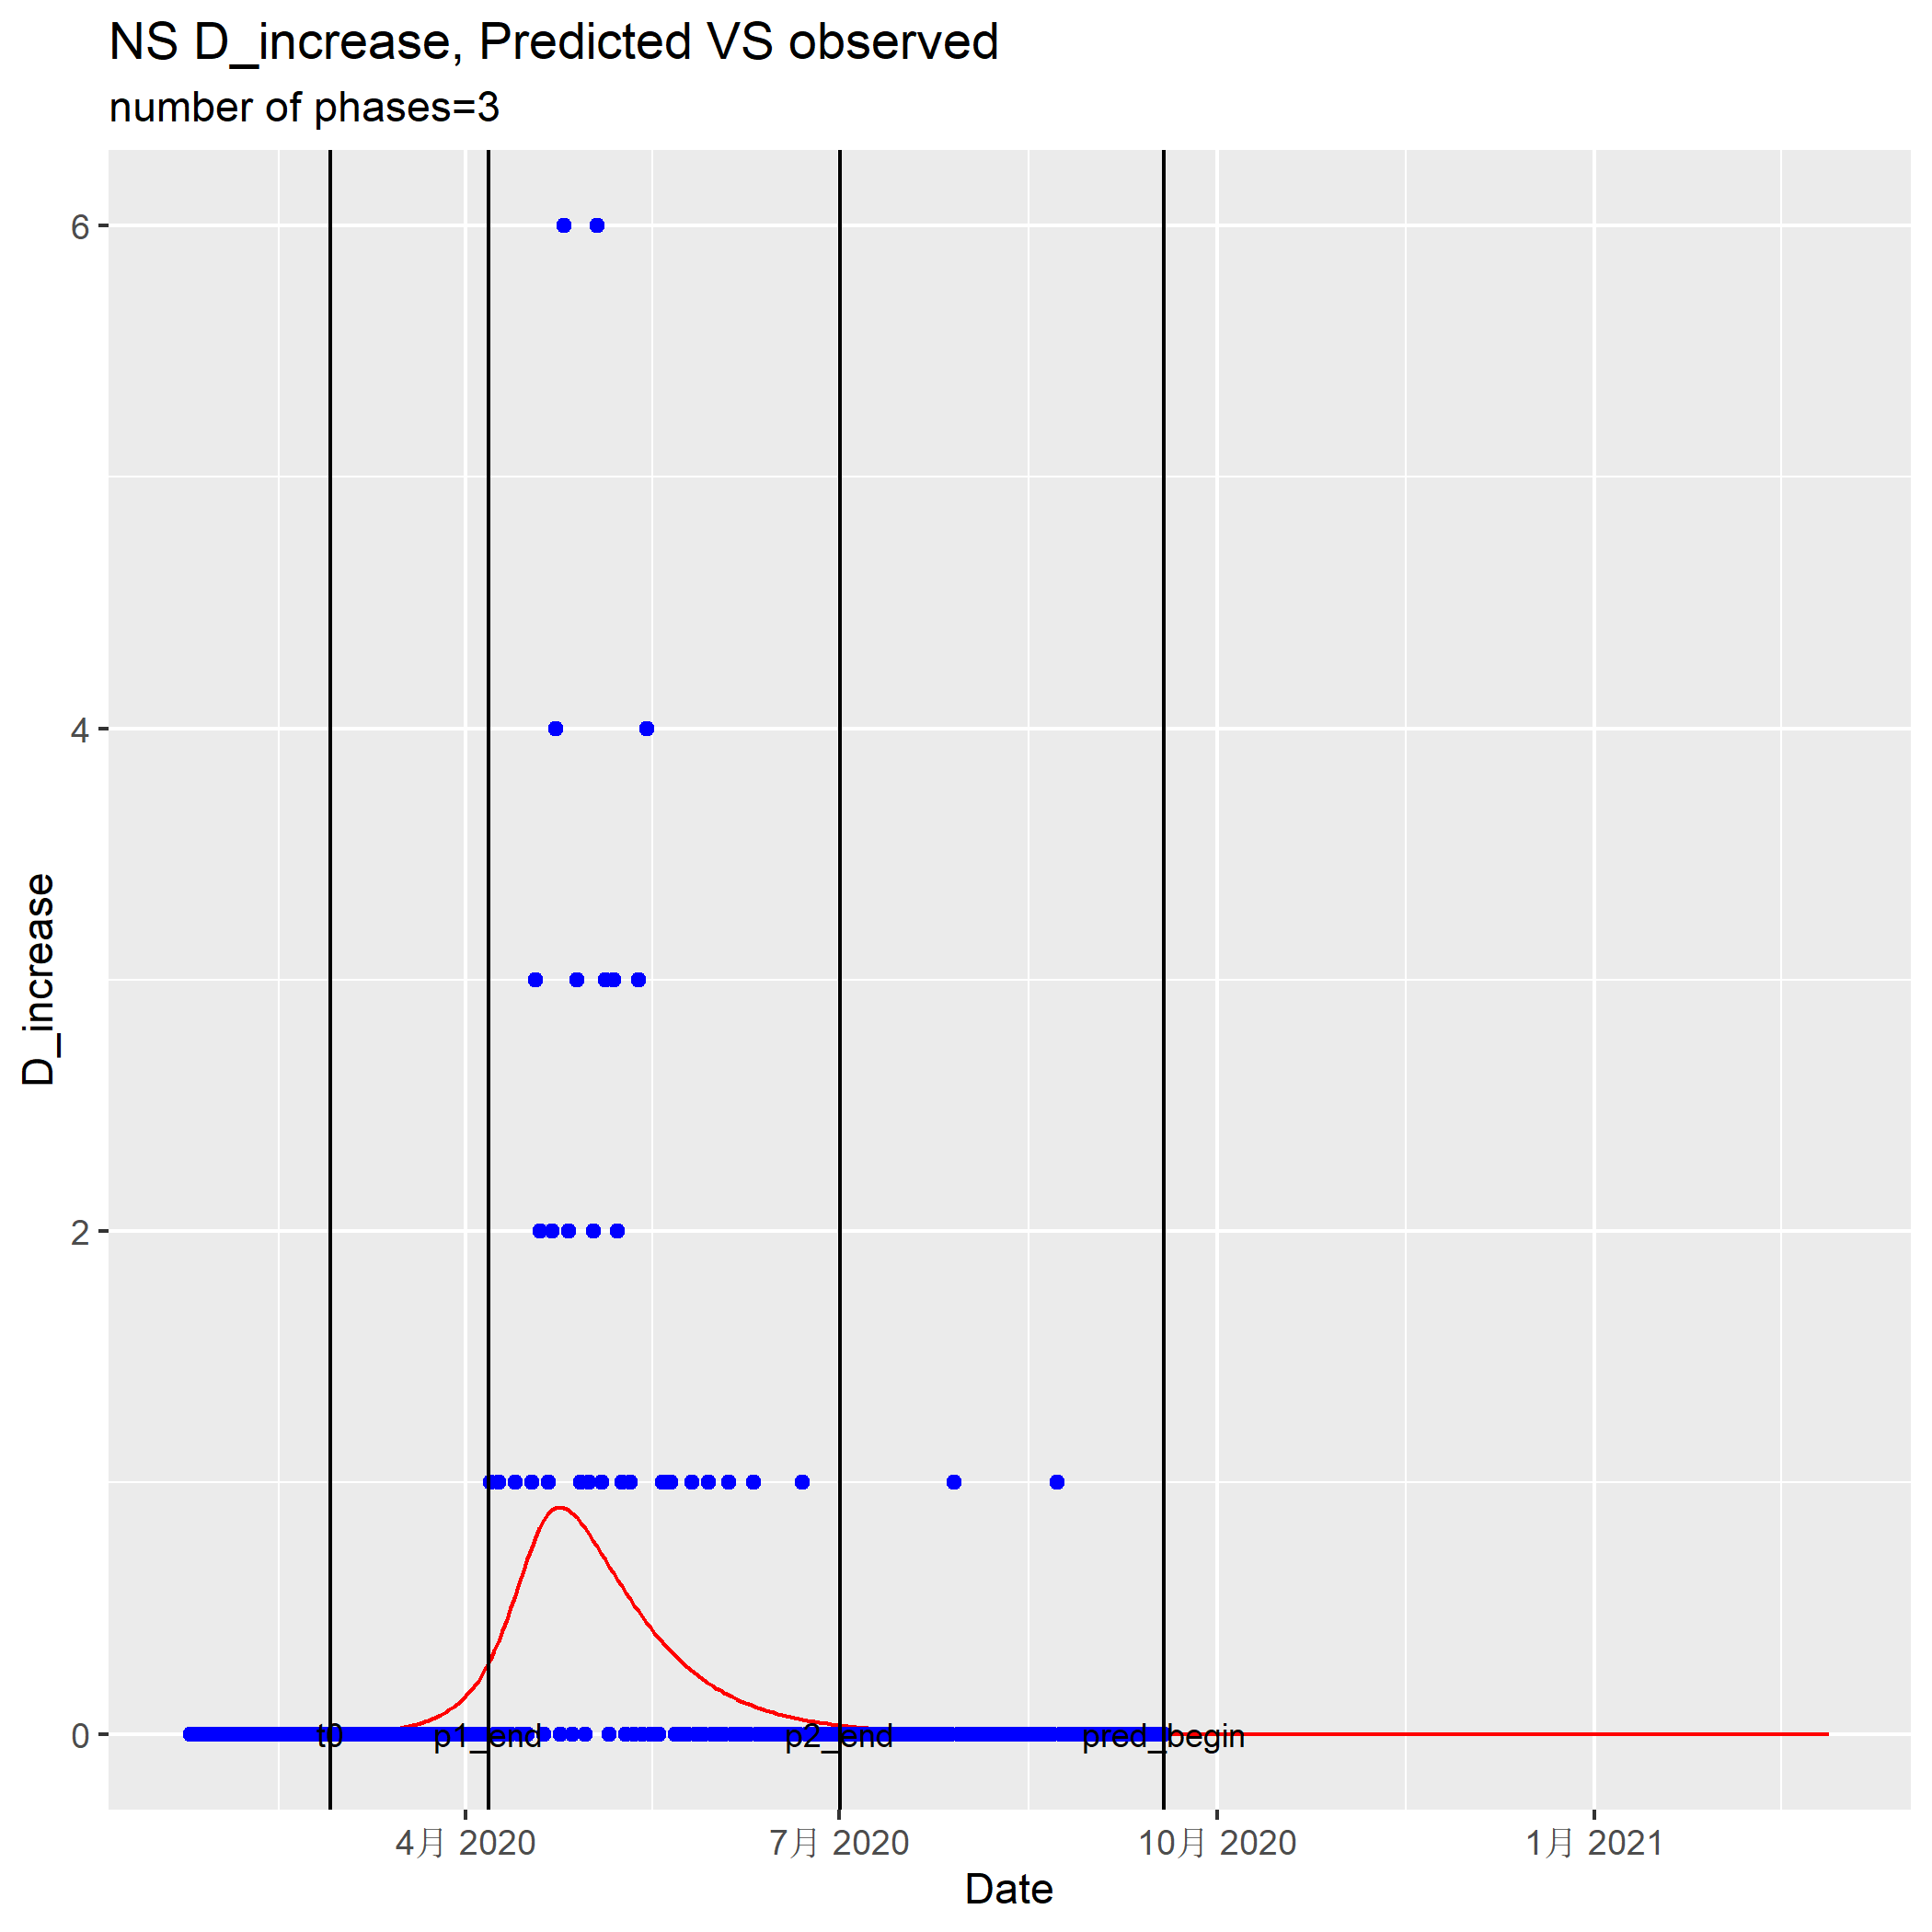 NS D_increase, Predicted VS observed
number of phases=3
D_increase
6
4
2
0
t0
p1_end
p2_end
pred_begin
4月 2020
7月 2020
10月 2020
1月 2021
Date